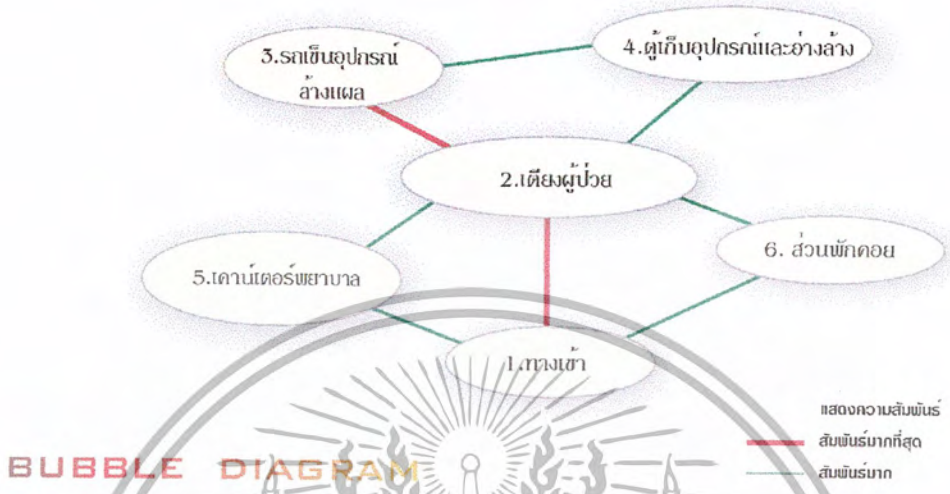 3.รถเข็นอุปกรณ์
ล้างแผล
4.ตู้เก็บอุปกรณ์และอ่างล้าง
2.เตียงผู้ป่วย
5.เคาน์เตอร์พยาบาล
6. ส่วนพักคอย
1.ทางเข้า
แสดงความสัมพันธ์
สัมพันธ์มากที่สุด
สัมพันธ์มาก
BUBBLE DIAGRAM